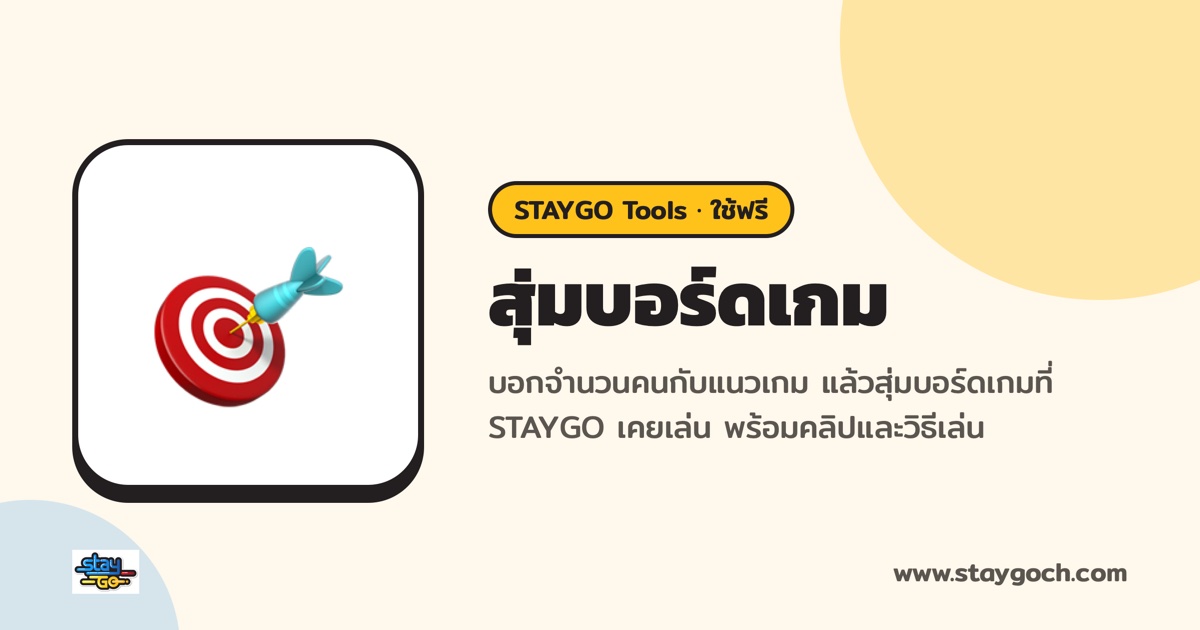 STAYGO Tools · ใช้ฟรี
สุ่มบอร์ดเกม
บอกจำนวนคนกับแนวเกม แล้วสุ่มบอร์ดเกมที่
STAYGO เคยเล่น พร้อมคลิปและวิธีเล่น
stay
GO
www.staygoch.com